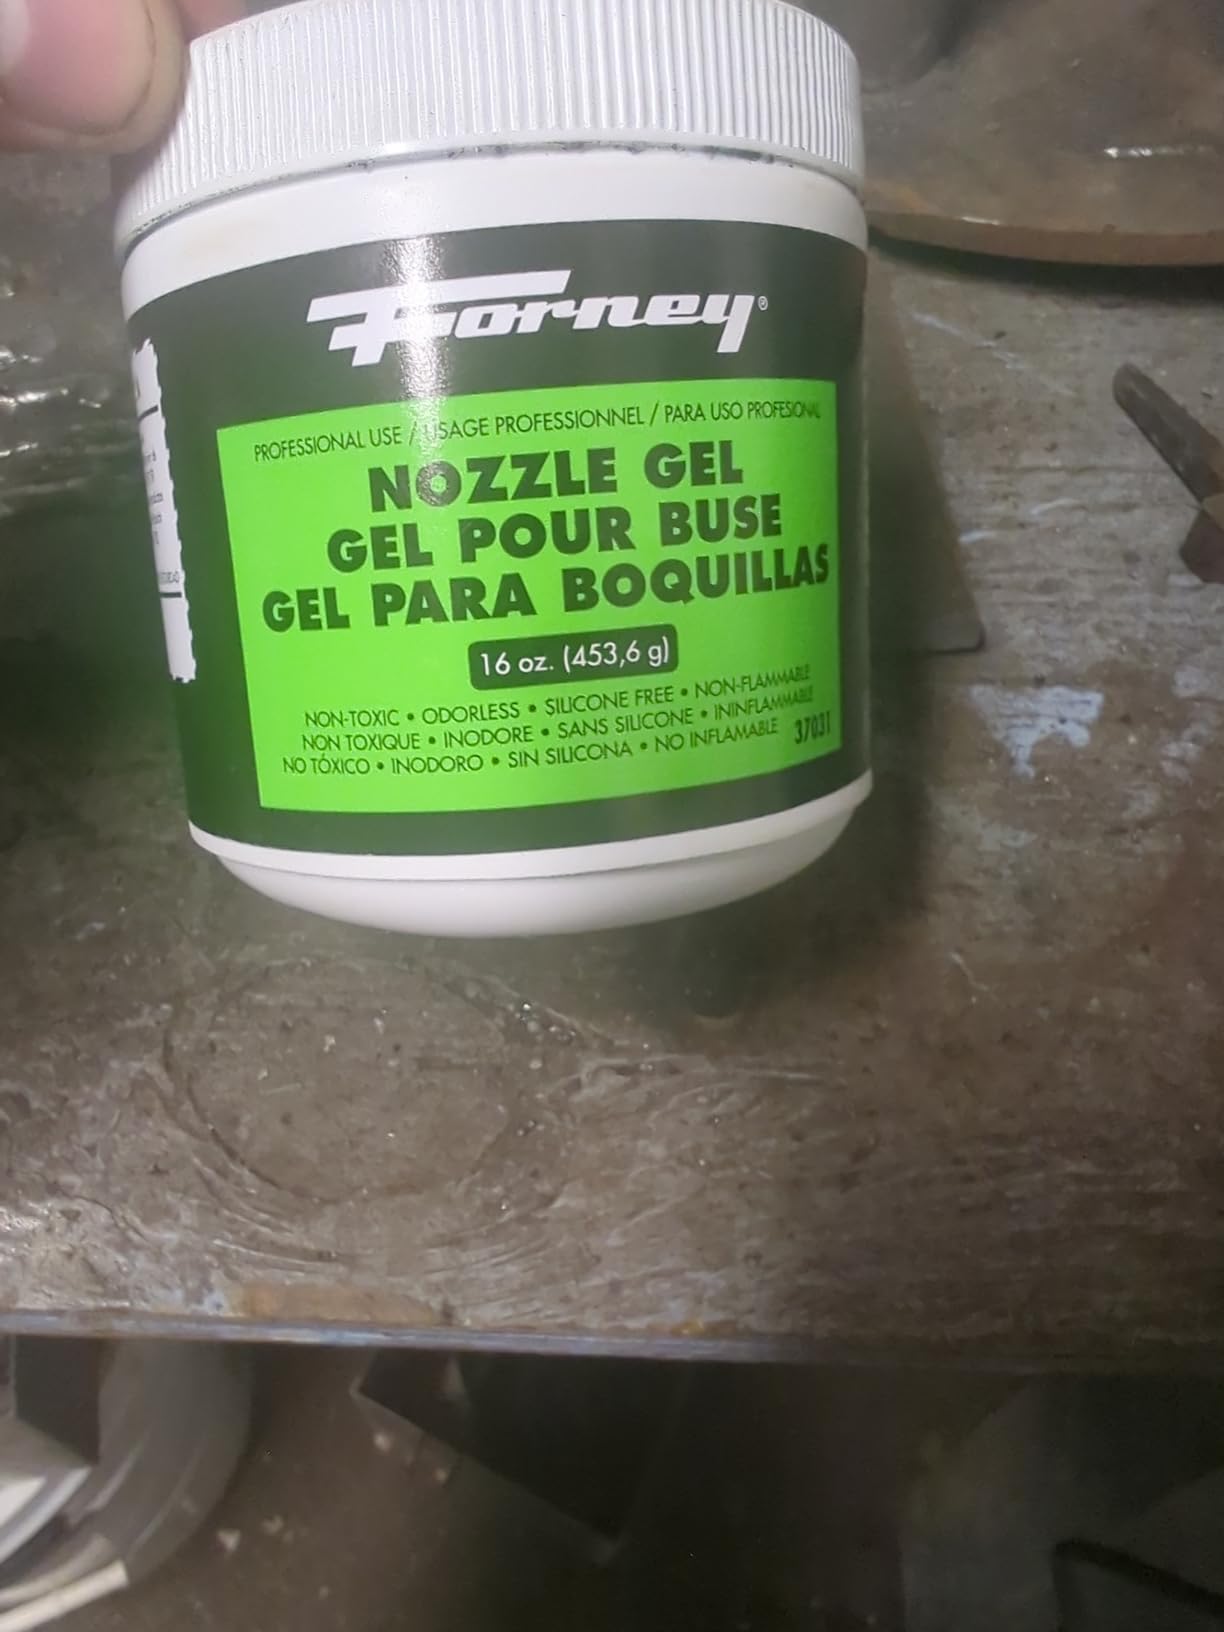 Forney®
PROFESSIONAL USE / USAGE PROFESSIONNEL / PARA USO PROFESIONAL
NOZZLE GEL
GEL POUR BUSE
GEL PARA BOQUILLAS
16 oz. (453,6 g)
NON-TOXIC • ODORLESS • SILICONE FREE • NON-FLAMMABLE
NON TOXIQUE • INODORE • SANS SILICONE • ININFLAMMABLE
NO TÓXICO • INODORO • SIN SILICONA • NO INFLAMABLE
37031